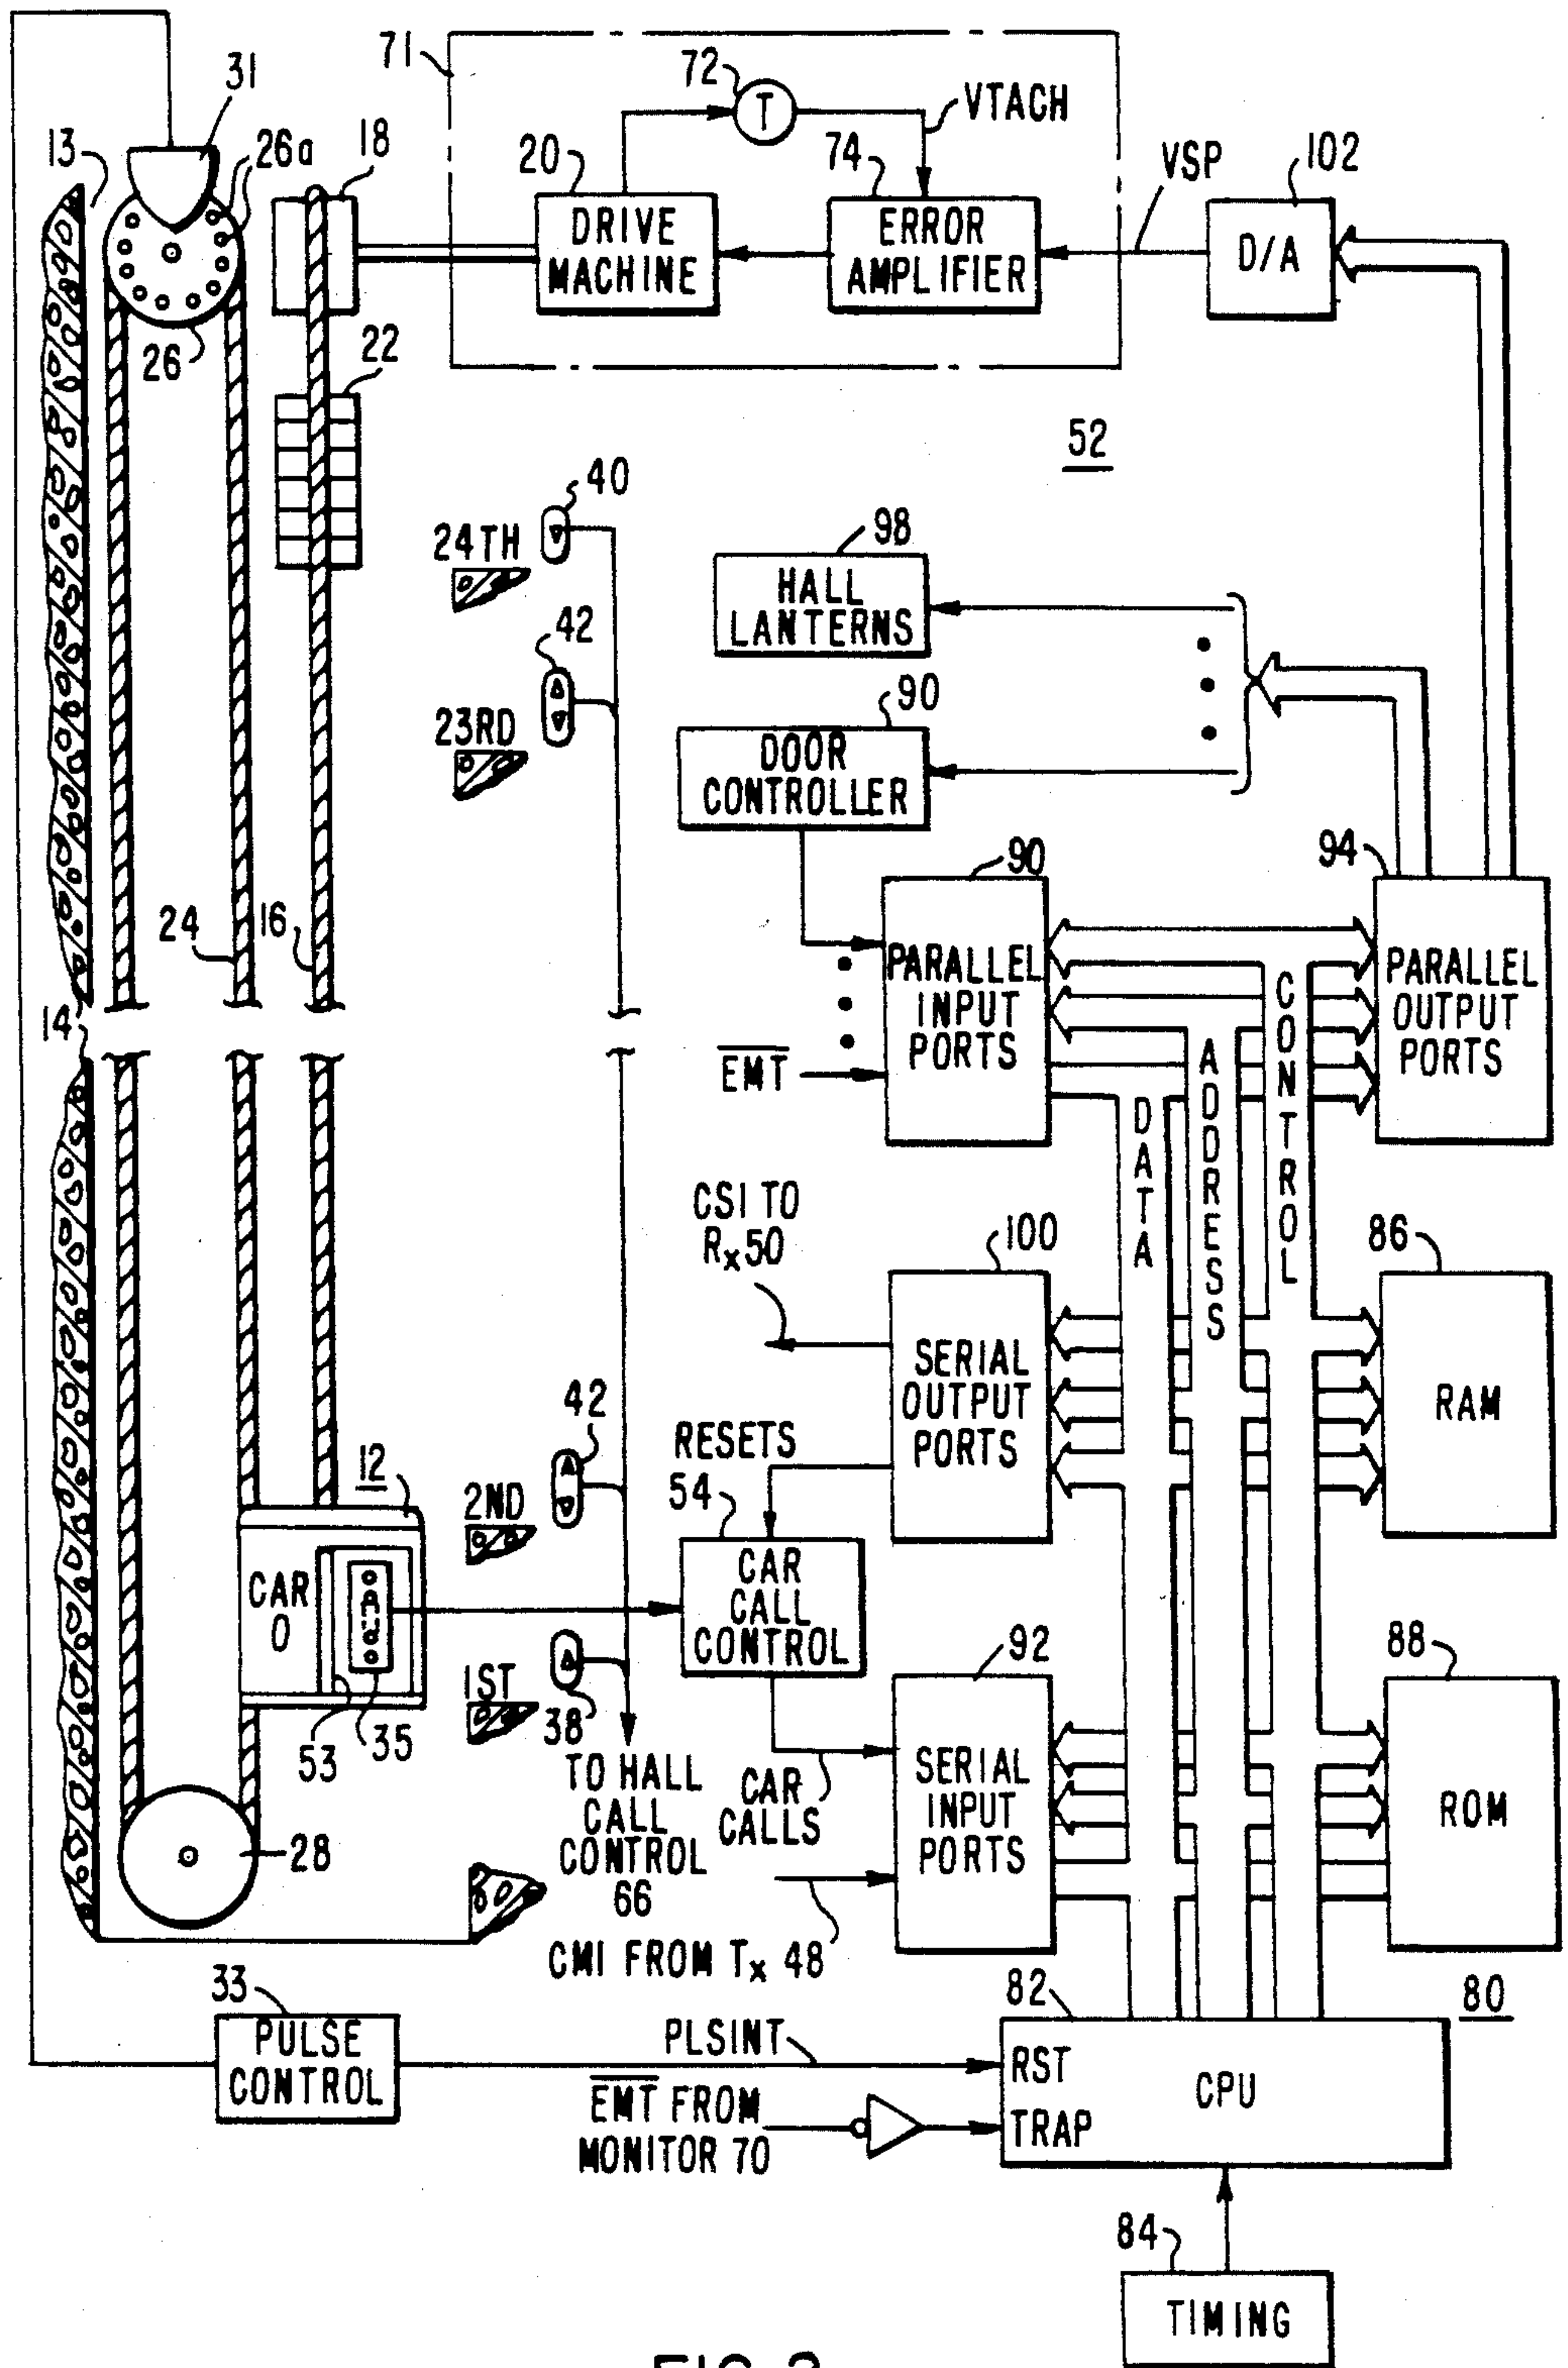 71
72
T
VTACH
31
13
26a
18
20
74
VSP
102
DRIVE
MACHINE
ERROR
AMPLIFIER
D/A
26
22
52
40
24TH
98
HALL
LANTERNS
42
23RD
90
DOOR
CONTROLLER
24
16
14
90
94
PARALLEL
INPUT
PORTS
PARALLEL
OUTPUT
PORTS
EMT
DATA
ADDRESS
CONTROL
CSI TO
Rx50
100
86
SERIAL
OUTPUT
PORTS
RAM
42
RESETS
12
2ND
54
CAR
0
CAR
CALL
CONTROL
92
88
1ST
38
53
35
TO HALL
CALL
CONTROL
66
CAR
CALLS
SERIAL
INPUT
PORTS
ROM
28
CMI FROM Tx 48
33
82
80
PULSE
CONTROL
PLSINT
RST
CPU
EMT FROM
MONITOR 70
TRAP
84
TIMING